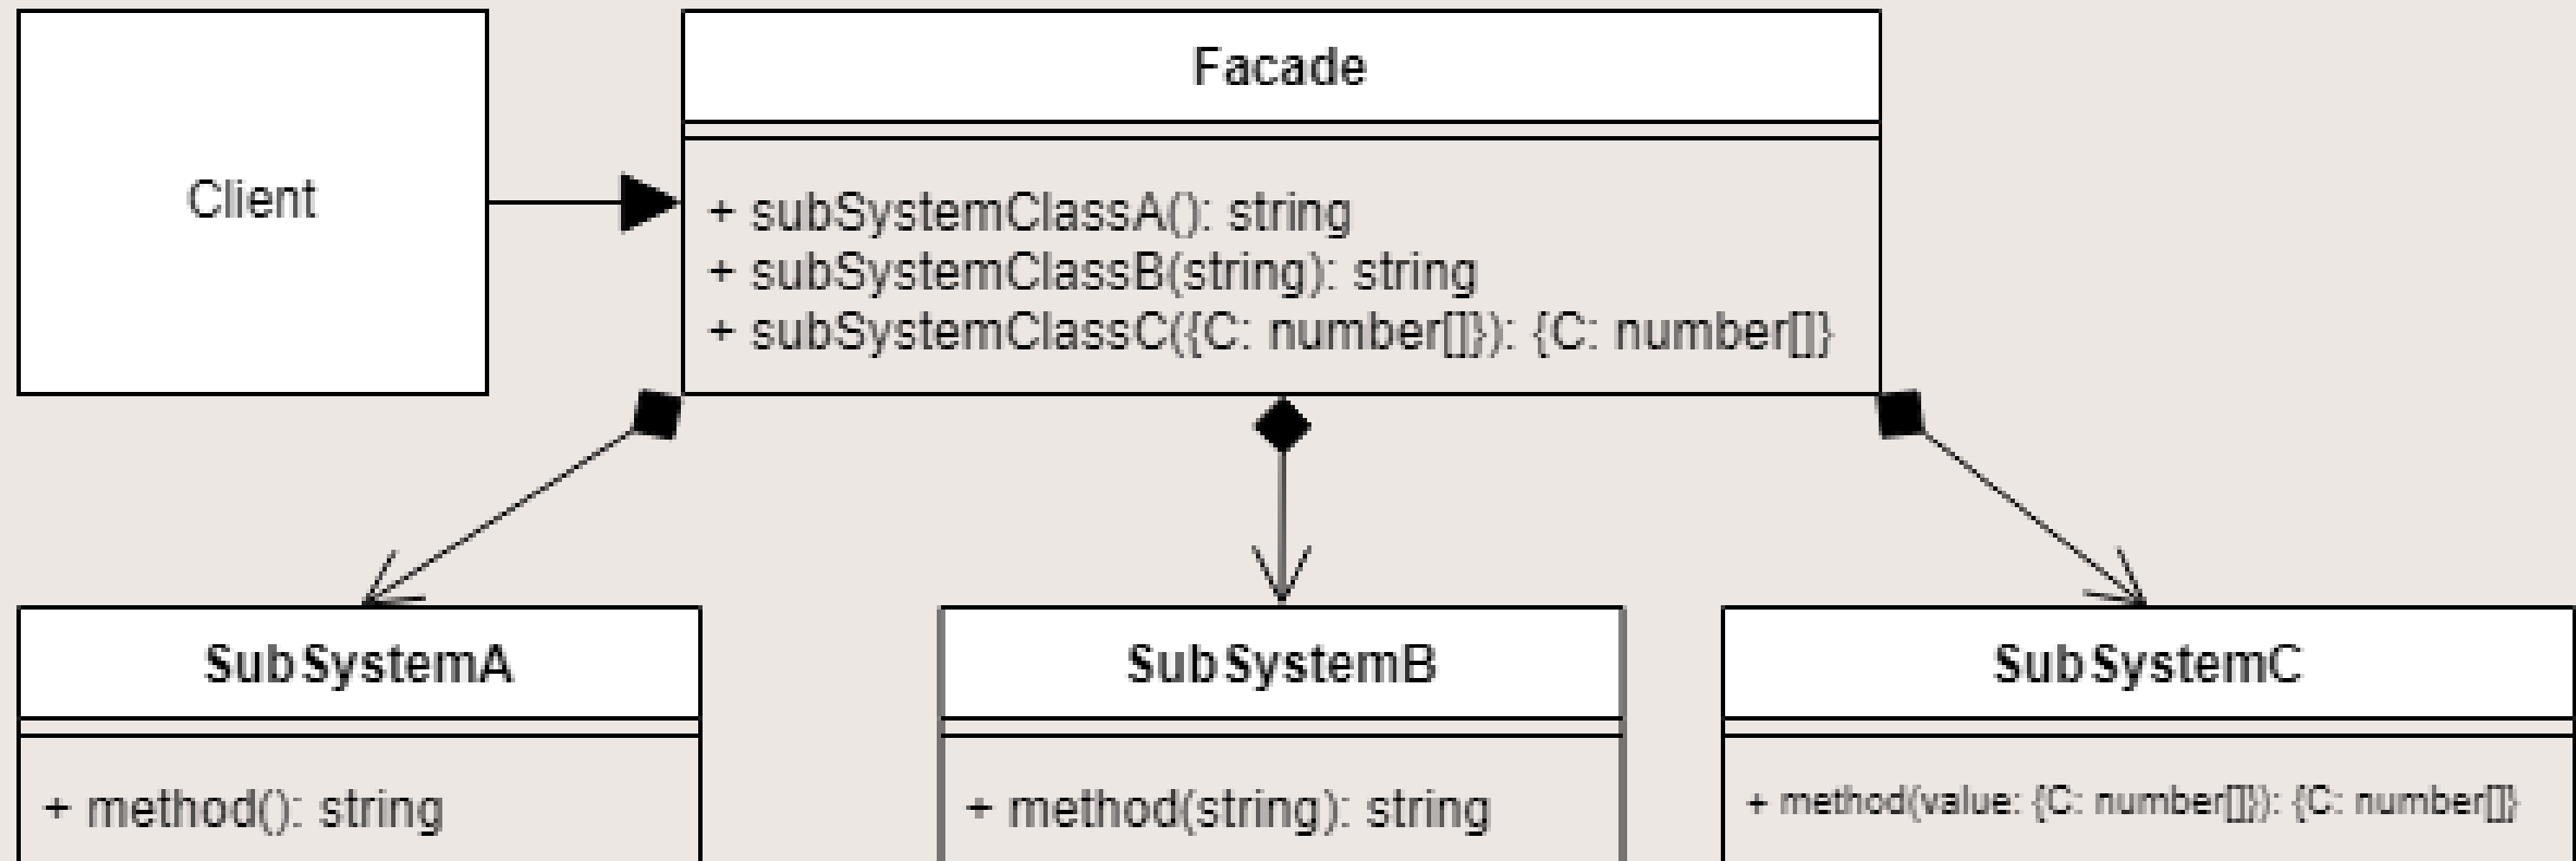 Client
Facade
+ subSystemClassA(): string
+ subSystemClassB(string): string
+ subSystemClassC({C: number[]}): {C: number[]}
SubSystemA
+ method(): string
SubSystemB
+ method(string): string
SubSystemC
+ method(value: {C: number[]}): {C: number[]}